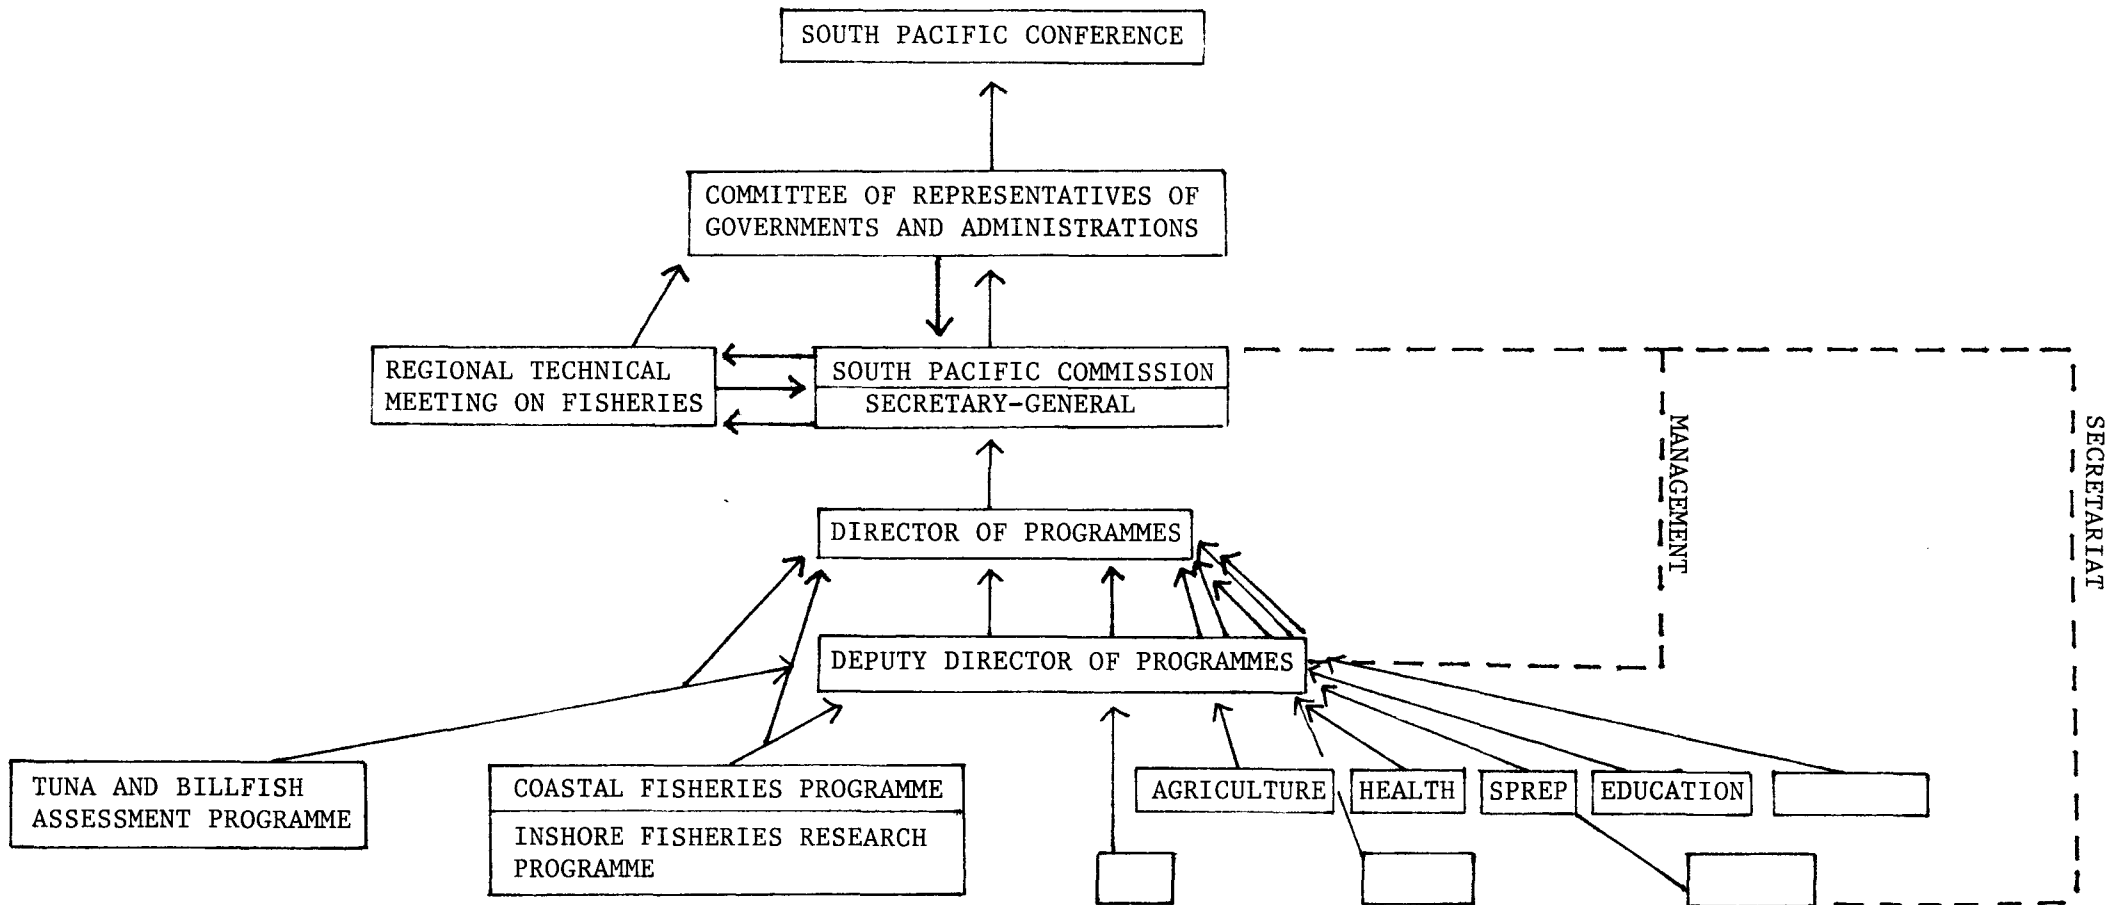 SOUTH PACIFIC CONFERENCE
COMMITTEE OF REPRESENTATIVES OF
GOVERNMENTS AND ADMINISTRATIONS
REGIONAL TECHNICAL
MEETING ON FISHERIES
SOUTH PACIFIC COMMISSION
SECRETARY-GENERAL
MANAGEMENT
SECRETARIAT
DIRECTOR OF PROGRAMMES
DEPUTY DIRECTOR OF PROGRAMMES
TUNA AND BILLFISH
ASSESSMENT PROGRAMME
COASTAL FISHERIES PROGRAMME
INSHORE FISHERIES RESEARCH
PROGRAMME
AGRICULTURE
HEALTH
SPREP
EDUCATION